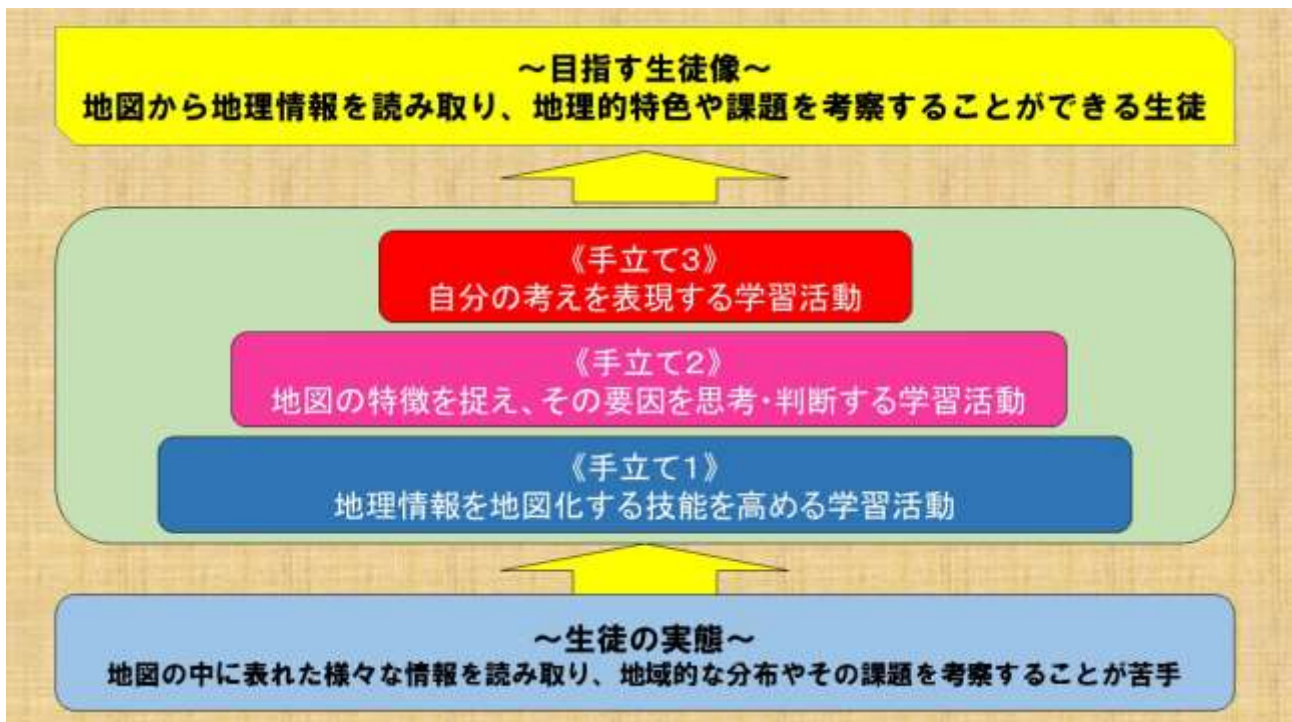 ～目指す生徒像～
地図から地理情報を読み取り、地理的特色や課題を考察することができる生徒
《手立て３》
自分の考えを表現する学習活動
《手立て２》
地図の特徴を捉え、その要因を思考・判断する学習活動
《手立て１》
地理情報を地図化する技能を高める学習活動
～生徒の実態～
地図の中に表れた様々な情報を読み取り、地域的な分布やその課題を考察することが苦手